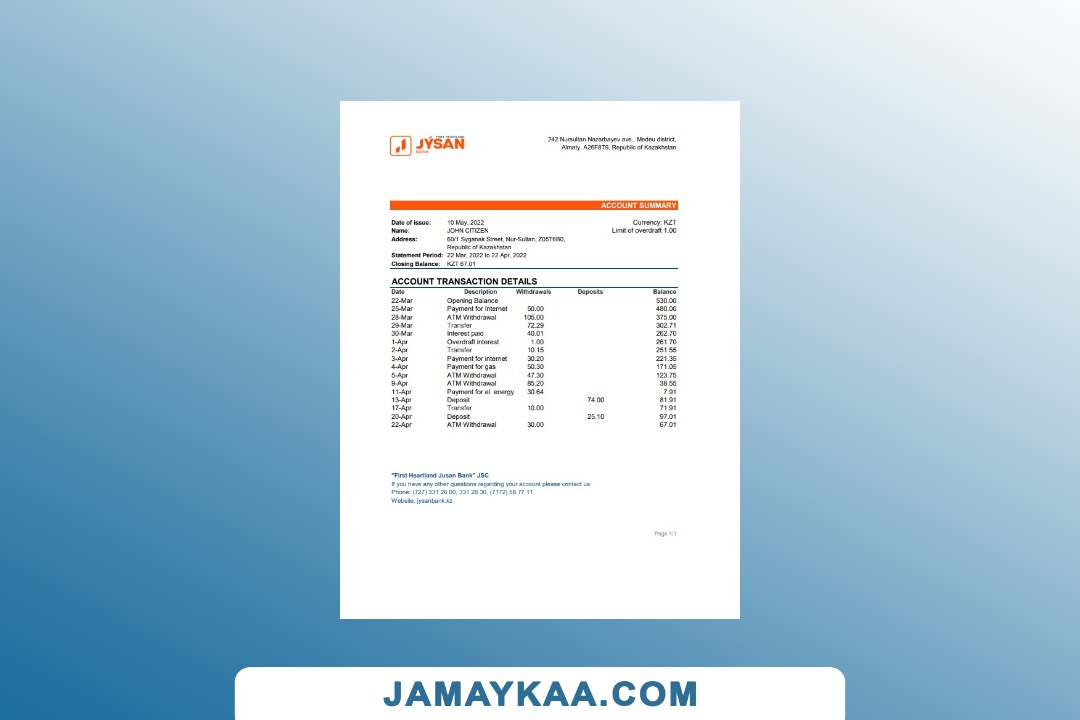 FIRST HEARTLAND
JÝSAN
BANK
242 Nursultan Nazarbayev ave., Medeu district,
Almaty, A26F8T9, Republic of Kazakhstan
ACCOUNT SUMMARY
Date of issue: 10 May, 2022
Currency: KZT
Name: JOHN CITIZEN
Limit of overdraft 1.00
Address: 60/1 Syganak Street, Nur-Sultan, Z05T6B0,
Republic of Kazakhstan
Statement Period: 22 Mar, 2022 to 22 Apr, 2022
Closing Balance: KZT 67.01
ACCOUNT TRANSACTION DETAILS
Date Description Withdrawals Deposits Balance
22-Mar Opening Balance 530.00
25-Mar Payment for Internet 50.00 480.00
28-Mar ATM Withdrawal 105.00 375.00
29-Mar Transfer 72.29 302.71
30-Mar Interest paid 40.01 262.70
1-Apr Overdraft interest 1.00 261.70
2-Apr Transfer 10.15 251.55
3-Apr Payment for internet 30.20 221.35
4-Apr Payment for gas 50.30 171.05
5-Apr ATM Withdrawal 47.30 123.75
9-Apr ATM Withdrawal 85.20 38.55
11-Apr Payment for el. energy 30.64 7.91
13-Apr Deposit 74.00 81.91
17-Apr Transfer 10.00 71.91
20-Apr Deposit 25.10 97.01
22-Apr ATM Withdrawal 30.00 67.01
"First Heartland Jusan Bank" JSC
If you have any other questions regarding your account please contact us:
Phone: (727) 331 26 00, 331 26 30, (7172) 58 77 11
Website: jysanbank.kz
Page 1/1
JAMAYKAA.COM